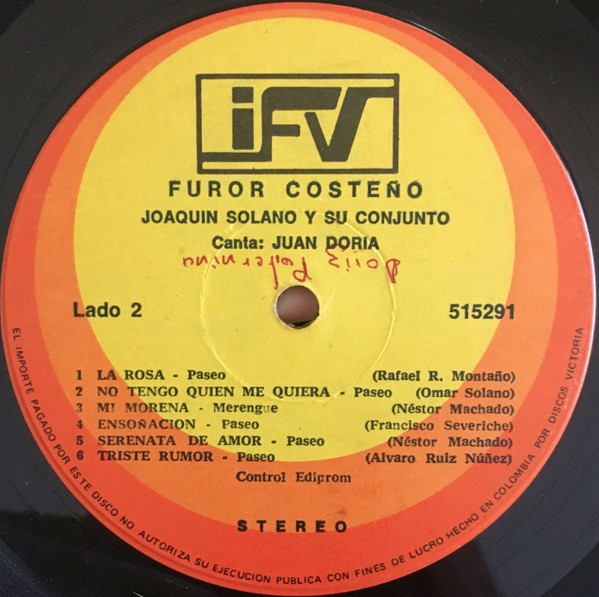 iFV
FUROR COSTEÑO
JOAQUIN SOLANO Y SU CONJUNTO
Canta: JUAN DORIA
Lado 2 515291
1 LA ROSA - Paseo (Rafael R. Montaño)
2 NO TENGO QUIEN ME QUIERA - Paseo (Omar Solano)
3 MI MORENA - Merengue (Néstor Machado)
4 ENSOÑACION - Paseo (Francisco Severiche)
5 SERENATA DE AMOR - Paseo (Néstor Machado)
6 TRISTE RUMOR - Paseo (Alvaro Ruiz Núñez)
Control Ediprom
STEREO
EL IMPORTE PAGADO POR ESTE DISCO NO AUTORIZA SU EJECUCION PUBLICA CON FINES DE LUCRO HECHO EN COLOMBIA POR DISCOS VICTORIA